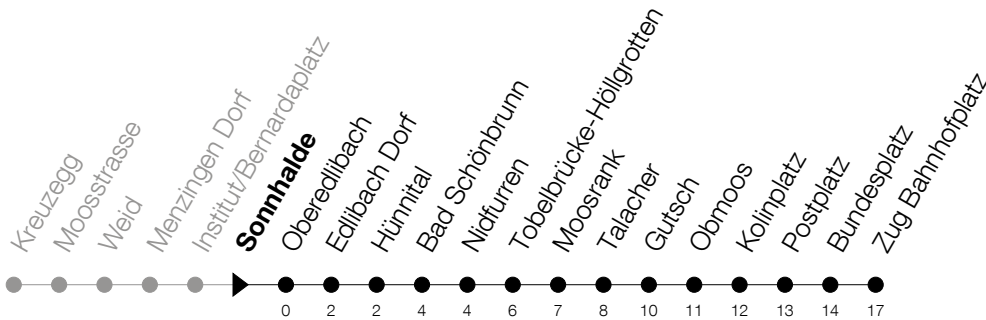 Kreuzegg
Moosstrasse
Weid
Menzingen Dorf
Institut/Bernardaplatz
Sonnhalde
Oberedlibach
Edlibach Dorf
Hünnital
Bad Schönbrunn
Nidfurren
Tobelbrücke-Höllgrotten
Moosrank
Talacher
Gutsch
Obmoos
Kolinplatz
Postplatz
Bundesplatz
Zug Bahnhofplatz
0 2 2 4 4 6 7 8 10 11 12 13 14 17